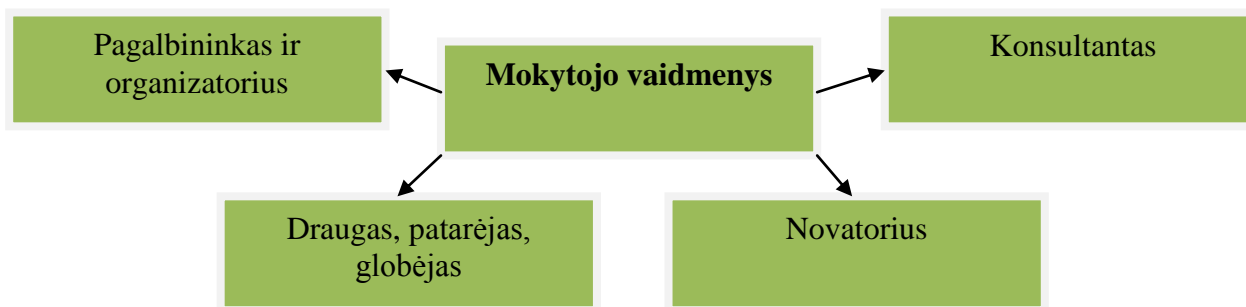 Pagalbininkas ir
organizatorius
Mokytojo vaidmenys
Konsultantas
Draugas, patarėjas,
globėjas
Novatorius